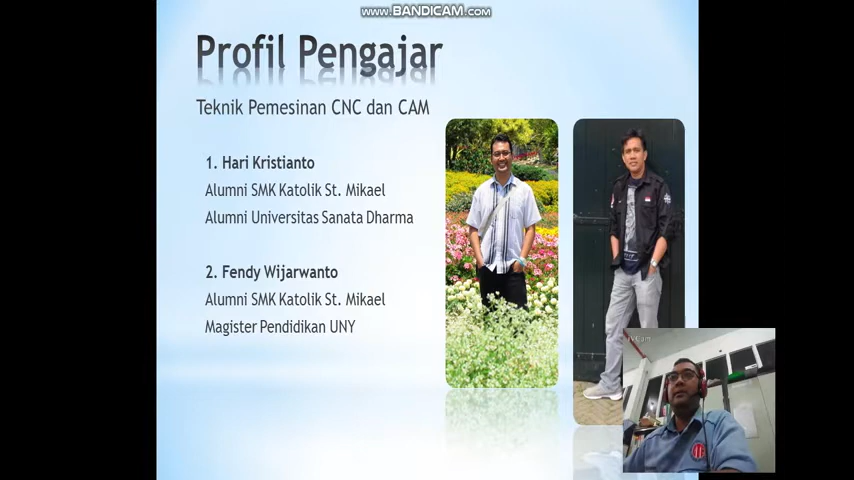 www.BANDICAM.com
Profil Pengajar
Teknik Pemesinan CNC dan CAM
1. Hari Kristianto
Alumni SMK Katolik St. Mikael
Alumni Universitas Sanata Dharma
2. Fendy Wijarwanto
Alumni SMK Katolik St. Mikael
Magister Pendidikan UNY